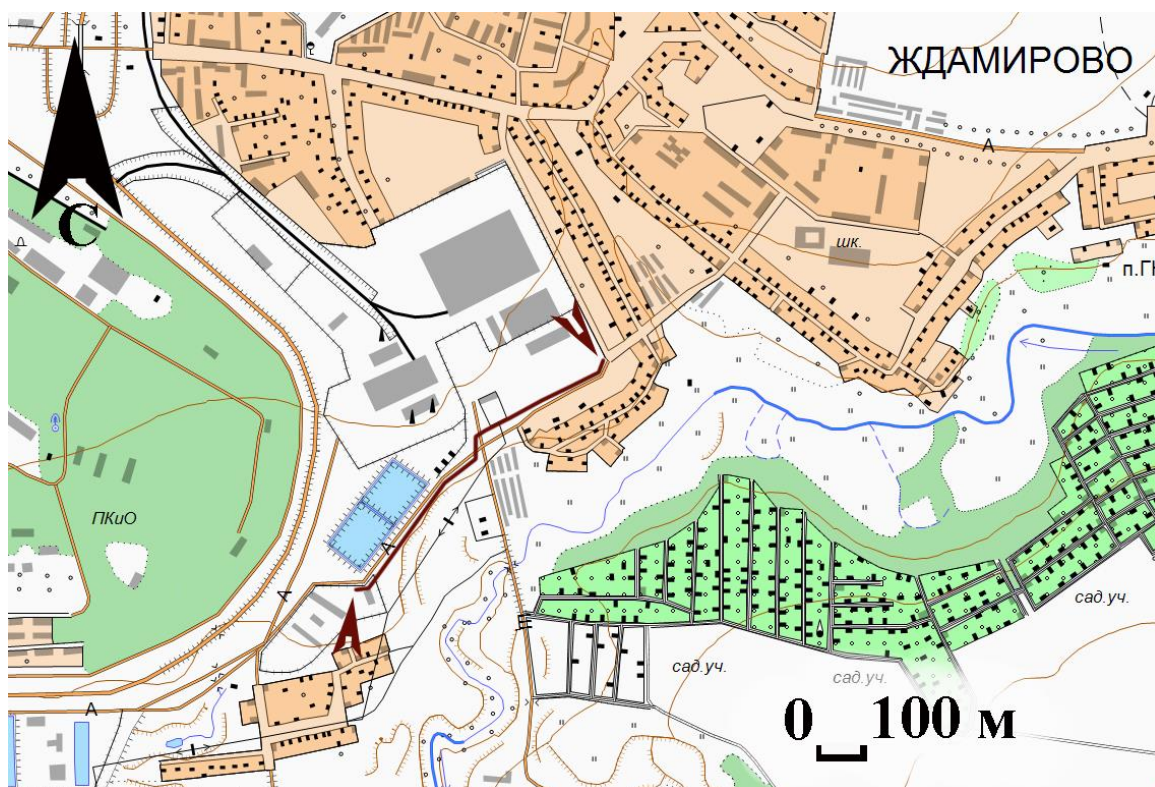 ЖДАМИРОВО
А
С
шк.
Д
п.ГН
ПКиО
А
А
сад.уч.
сад.уч.
сад.уч.
А
0 100 м